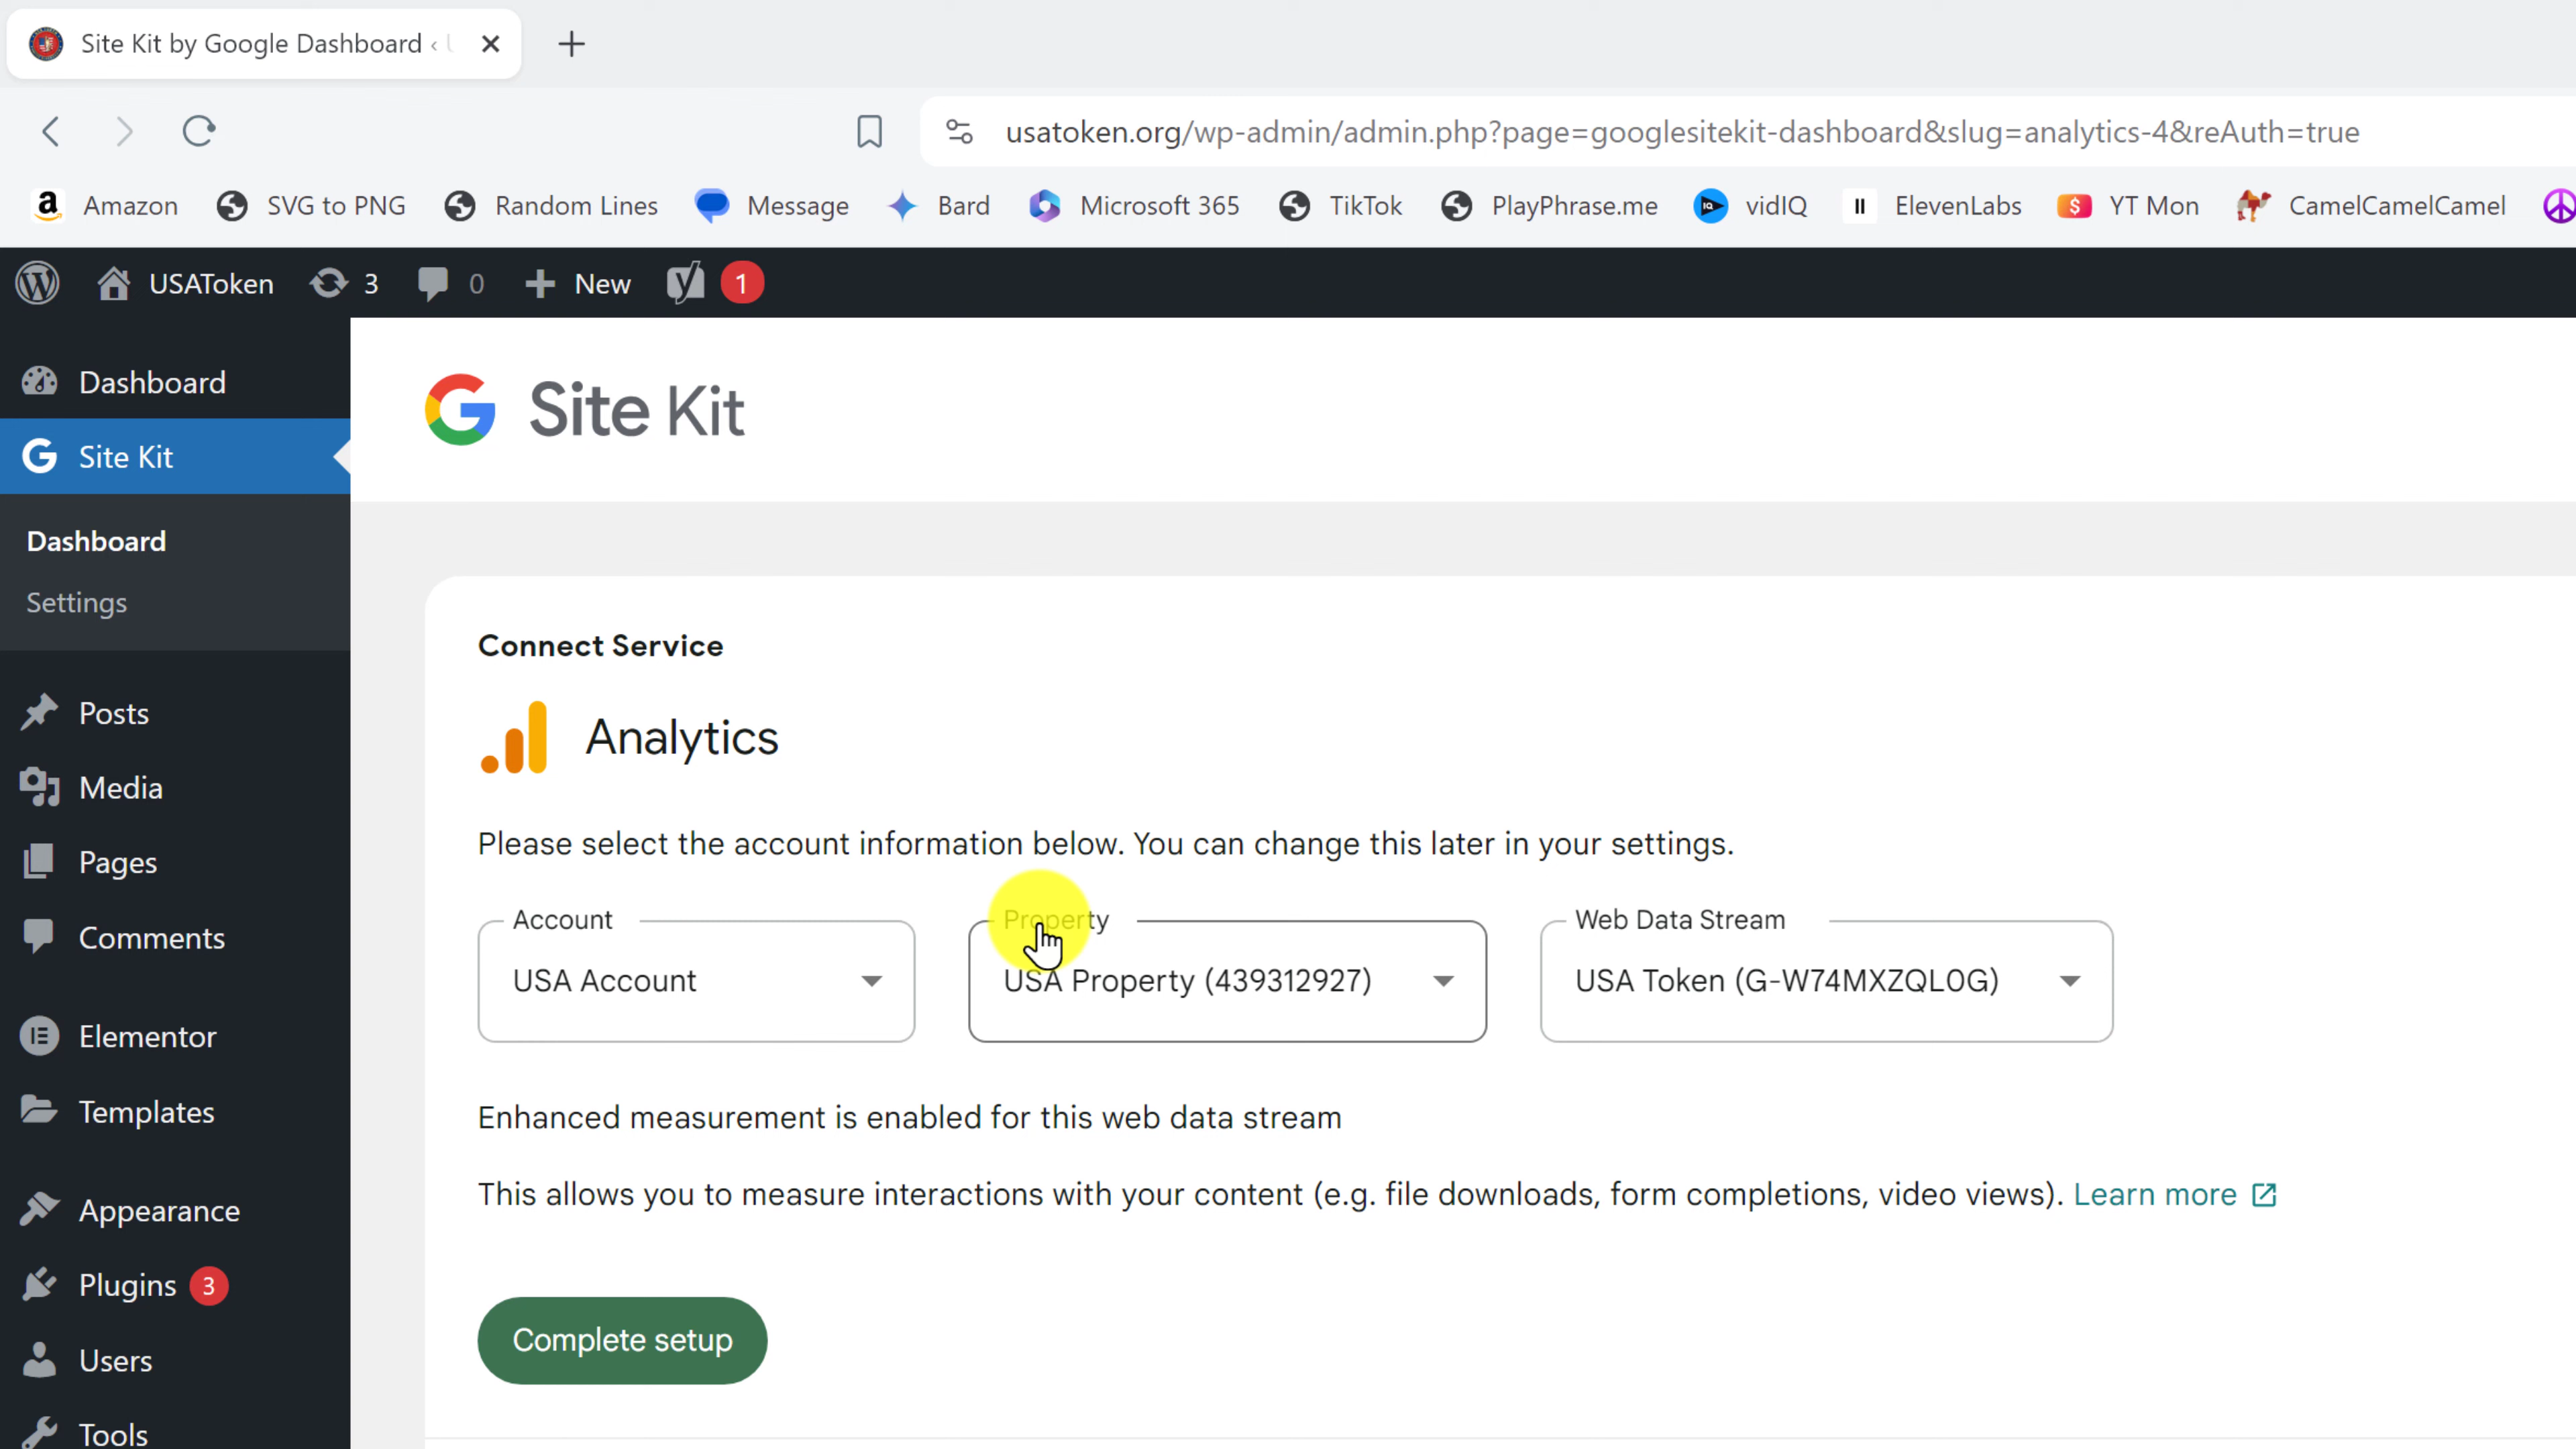 Site Kit by Google Dashboard ‹
usatoken.org/wp-admin/admin.php?page=googlesitekit-dashboard&slug=analytics-4&reAuth=true
Amazon SVG to PNG Random Lines Message Bard Microsoft 365 TikTok PlayPhrase.me vidIQ ElevenLabs YT Mon CamelCamelCamel
USAToken 3 0 New 1
Dashboard
Site Kit
Dashboard
Settings
Posts
Media
Pages
Comments
Elementor
Templates
Appearance
Plugins 3
Users
Tools
Site Kit
Connect Service
Analytics
Please select the account information below. You can change this later in your settings.
Account Property Web Data Stream
USA Account USA Property (439312927) USA Token (G-W74MXZQL0G)
Enhanced measurement is enabled for this web data stream
This allows you to measure interactions with your content (e.g. file downloads, form completions, video views). Learn more
Complete setup